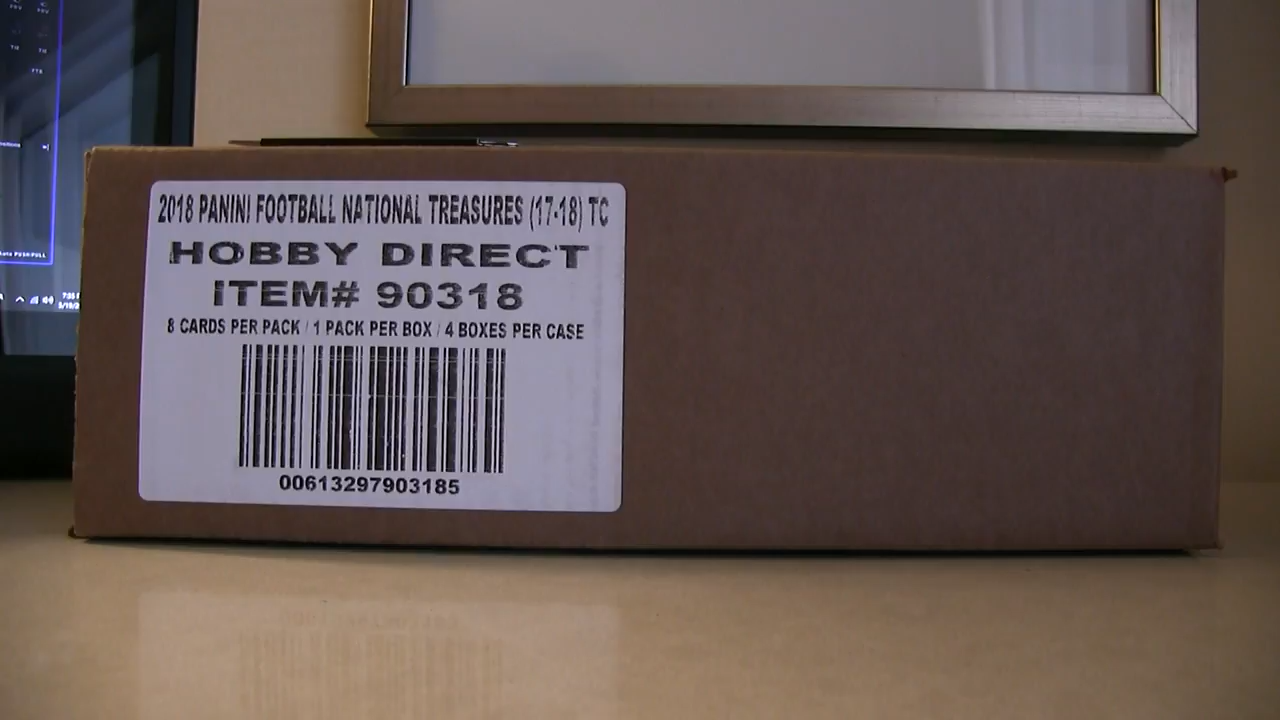 2018 PANINI FOOTBALL NATIONAL TREASURES (17-18) TC
HOBBY DIRECT
ITEM# 90318
8 CARDS PER PACK / 1 PACK PER BOX / 4 BOXES PER CASE
00613297903185